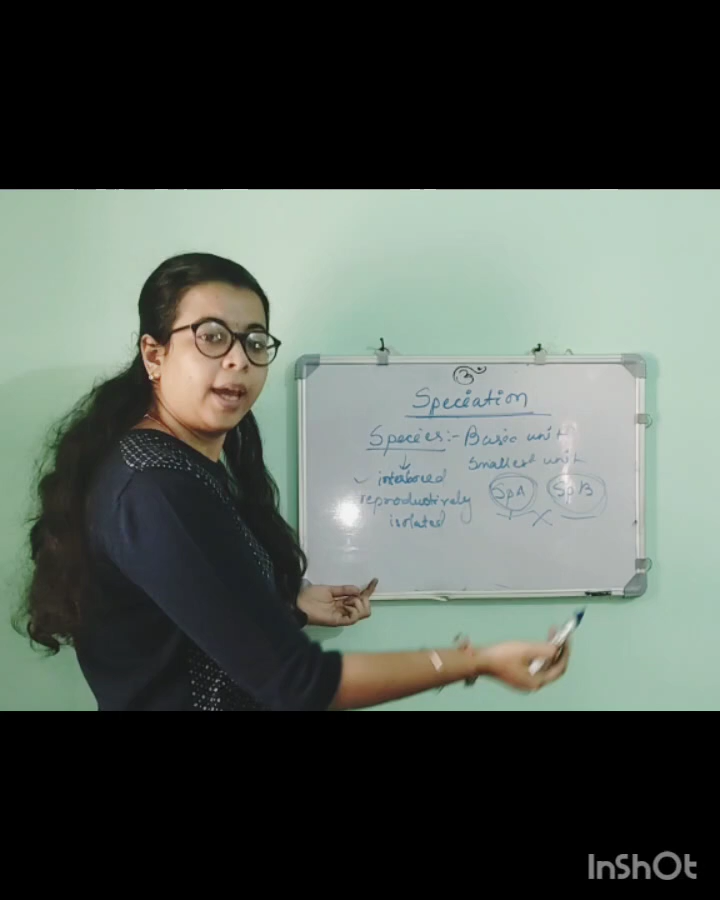 Speciation
Species:- Basic unit
Smallest unit
interbreed
reproductively
isolated
SpA SpB
X
InShOt